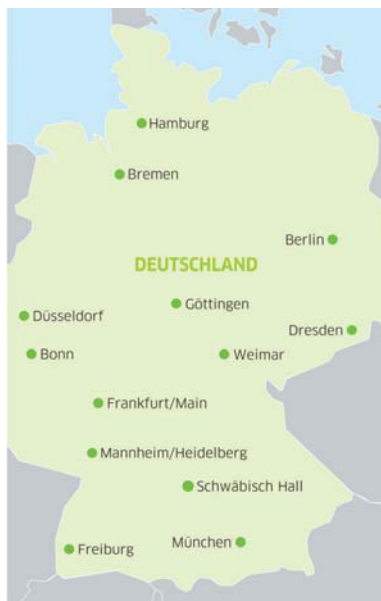 Hamburg
Bremen
Berlin
DEUTSCHLAND
Göttingen
Düsseldorf
Dresden
Bonn
Weimar
Frankfurt/Main
Mannheim/Heidelberg
Schwäbisch Hall
München
Freiburg